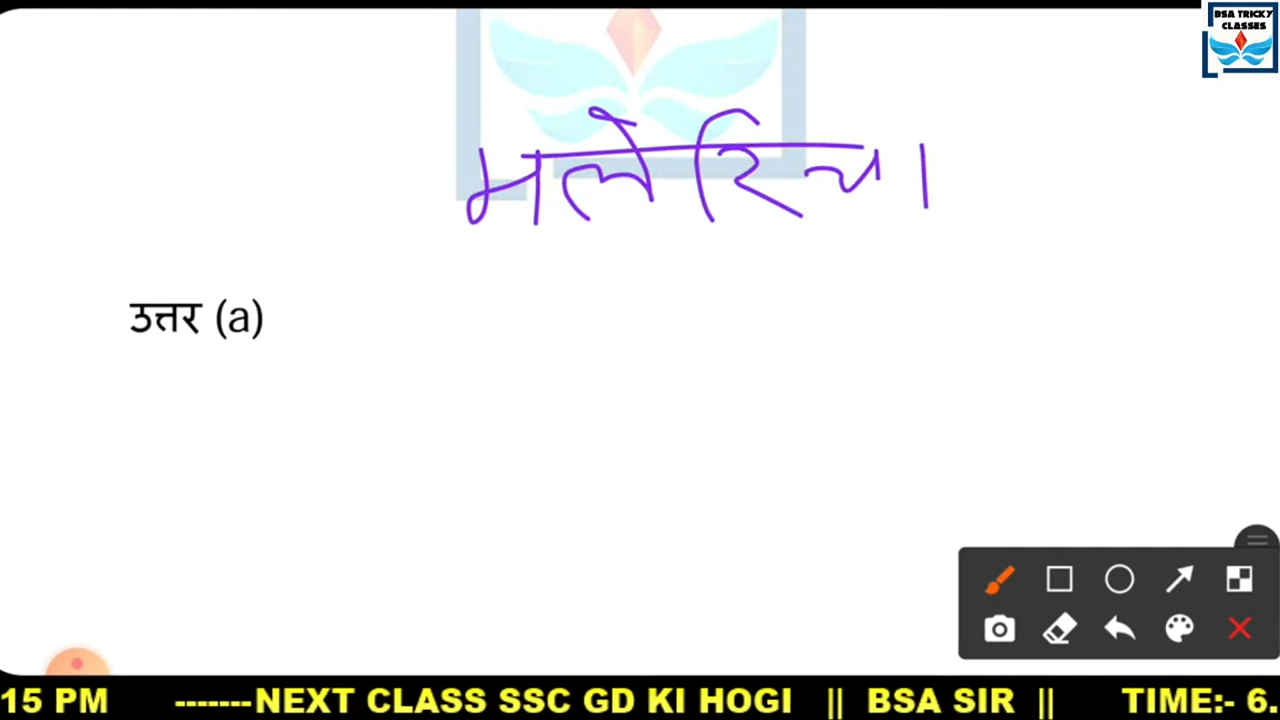 BSA TRICKY
CLASSES
मलेरिया
उत्तर (a)
15 PM -------NEXT CLASS SSC GD KI HOGI || BSA SIR || TIME:- 6.